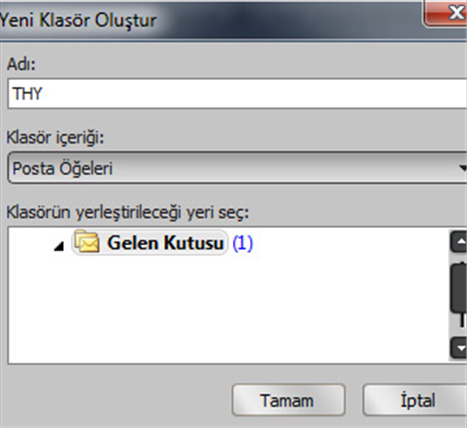 Yeni Klasör Oluştur
Adı:
THY
Klasör içeriği:
Posta Öğeleri
Klasörün yerleştirileceği yeri seç:
Gelen Kutusu (1)
Tamam İptal